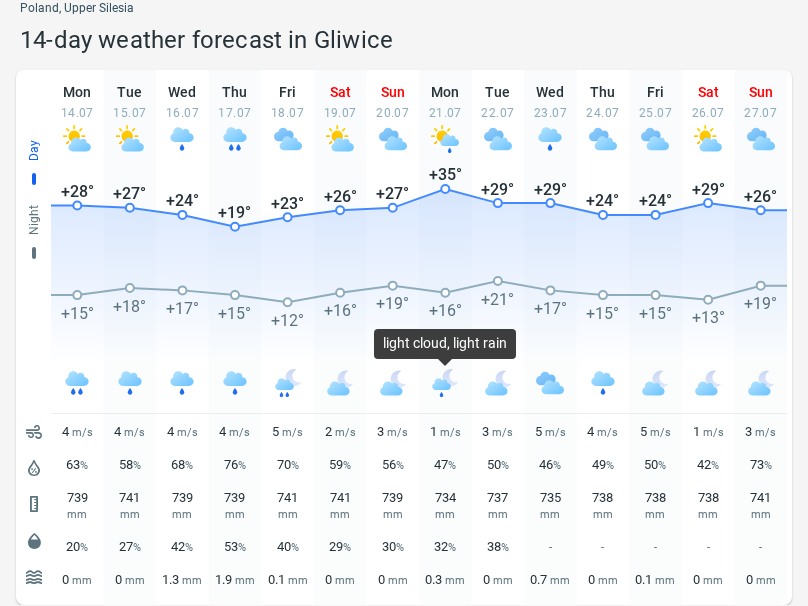 Poland, Upper Silesia
14-day weather forecast in Gliwice
Mon Tue Wed Thu Fri Sat Sun Mon Tue Wed Thu Fri Sat Sun
14.07 15.07 16.07 17.07 18.07 19.07 20.07 21.07 22.07 23.07 24.07 25.07 26.07 27.07
Day
+28° +27° +24° +19° +23° +26° +27° +35° +29° +29° +24° +24° +29° +26°
Night
+15° +18° +17° +15° +12° +16° +19° +16° +21° +17° +15° +15° +13° +19°
light cloud, light rain
4 m/s 4 m/s 4 m/s 4 m/s 5 m/s 2 m/s 3 m/s 1 m/s 3 m/s 5 m/s 4 m/s 5 m/s 1 m/s 3 m/s
63% 58% 68% 76% 70% 59% 56% 47% 50% 46% 49% 50% 42% 73%
739 741 739 739 741 741 739 734 737 735 738 738 738 741
mm mm mm mm mm mm mm mm mm mm mm mm mm mm
20% 27% 42% 53% 40% 29% 30% 32% 38% - - - - -
0 mm 0 mm 1.3 mm 1.9 mm 0.1 mm 0 mm 0 mm 0.3 mm 0 mm 0.7 mm 0 mm 0.1 mm 0 mm 0 mm